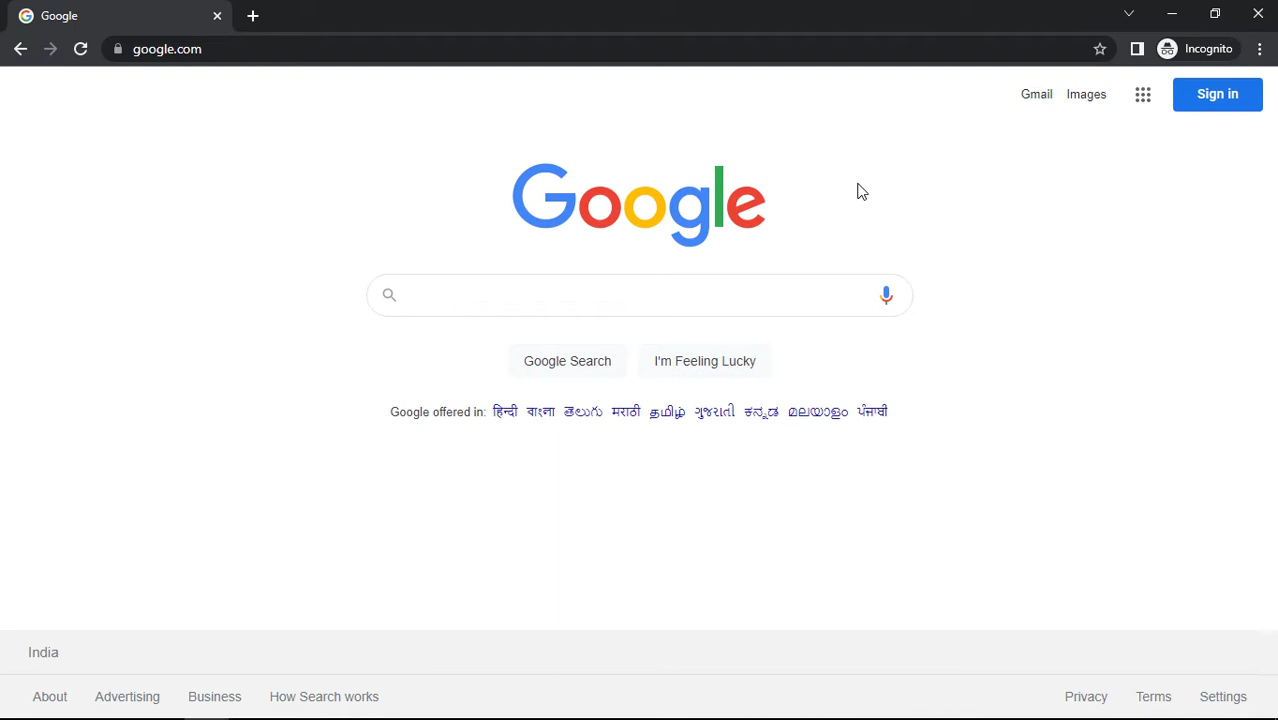 Google
google.com
Incognito
Gmail Images Sign in
Google
Google Search I'm Feeling Lucky
Google offered in: हिन्दी বাংলা తెలుగు मराठी தமிழ் ગુજરાતી ಕನ್ನಡ മലയാളം ਪੰਜਾਬੀ
India
About Advertising Business How Search works Privacy Terms Settings